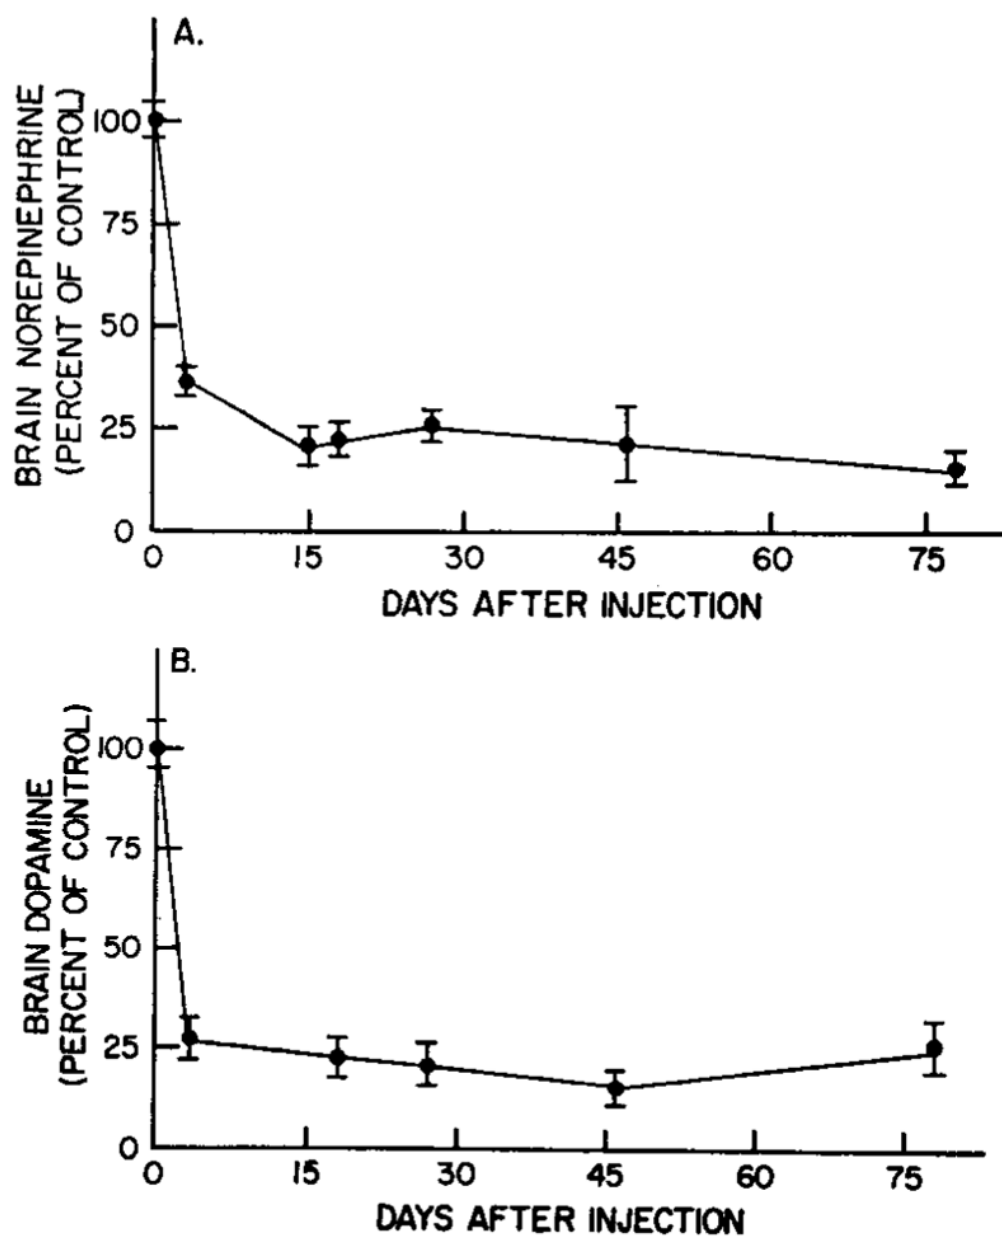 A.
BRAIN NOREPINEPHRINE
(PERCENT OF CONTROL)
100
75
50
25
0
0 15 30 45 60 75
DAYS AFTER INJECTION
B.
BRAIN DOPAMINE
(PERCENT OF CONTROL)
100
75
50
25
0
0 15 30 45 60 75
DAYS AFTER INJECTION